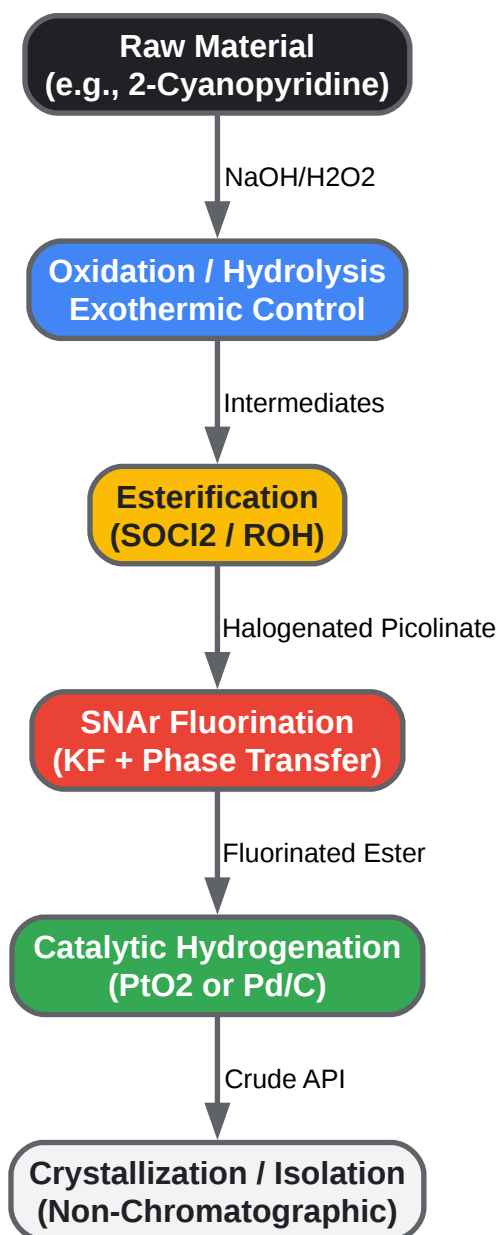 Raw Material
(e.g., 2-Cyanopyridine)
NaOH/H2O2
Oxidation / Hydrolysis
Exothermic Control
Intermediates
Esterification
(SOCl2 / ROH)
Halogenated Picolinate
SNAr Fluorination
(KF + Phase Transfer)
Fluorinated Ester
Catalytic Hydrogenation
(PtO2 or Pd/C)
Crude API
Crystallization / Isolation
(Non-Chromatographic)